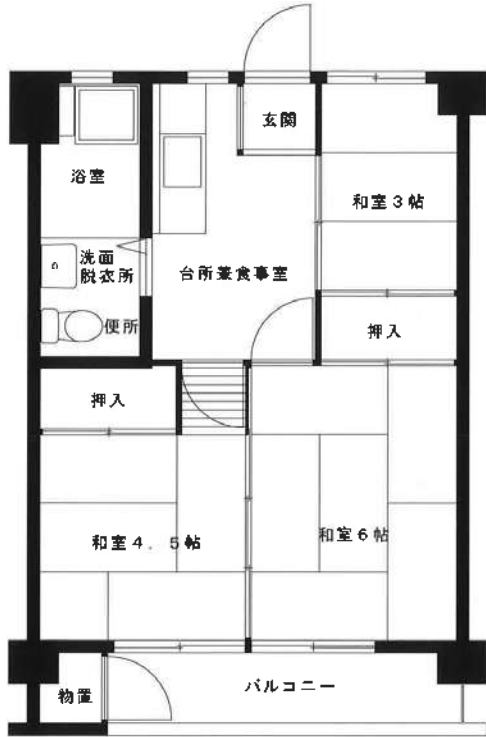 玄関
浴室
和室3帖
洗面
脱衣所
台所兼食事室
便所
押入
押入
和室4．5帖
和室6帖
物置
バルコニー